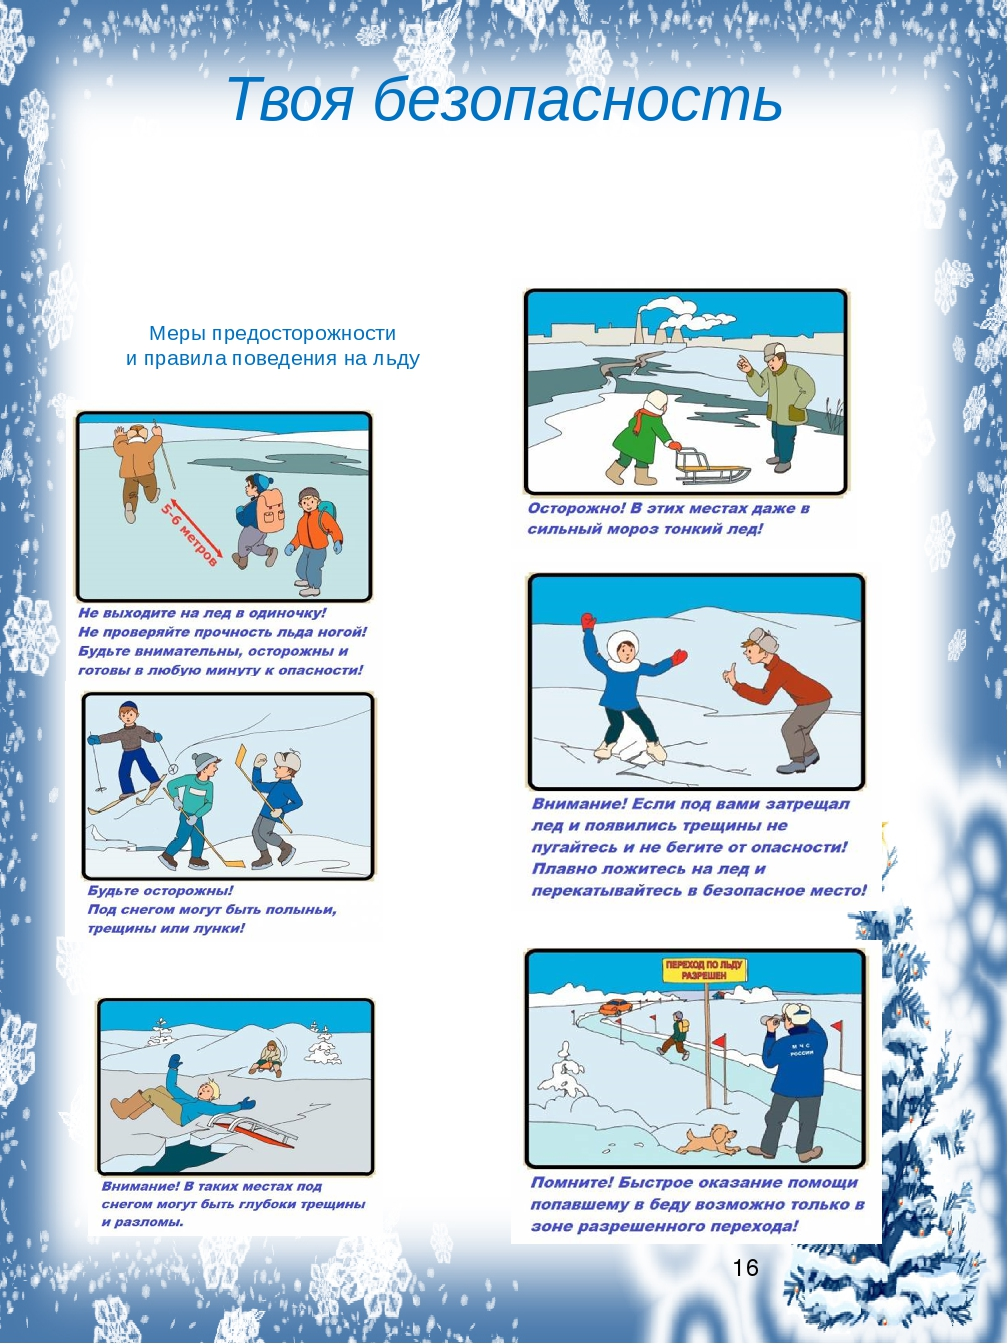 Твоя безопасность
Меры предосторожности
и правила поведения на льду
5-6 метров
Не выходите на лед в одиночку!
Не проверяйте прочность льда ногой!
Будьте внимательны, осторожны и
готовы в любую минуту к опасности!
Будьте осторожны!
Под снегом могут быть полыньи,
трещины или лунки!
Внимание! В таких местах под
снегом могут быть глубоки трещины
и разломы.
Осторожно! В этих местах даже в
сильный мороз тонкий лед!
Внимание! Если под вами затрещал
лед и появились трещины не
пугайтесь и не бегите от опасности!
Плавно ложитесь на лед и
перекатывайтесь в безопасное место!
ПЕРЕХОД ПО ЛЬДУ
РАЗРЕШЕН
М Ч С
РОССИИ
Помните! Быстрое оказание помощи
попавшему в беду возможно только в
зоне разрешенного перехода!
16